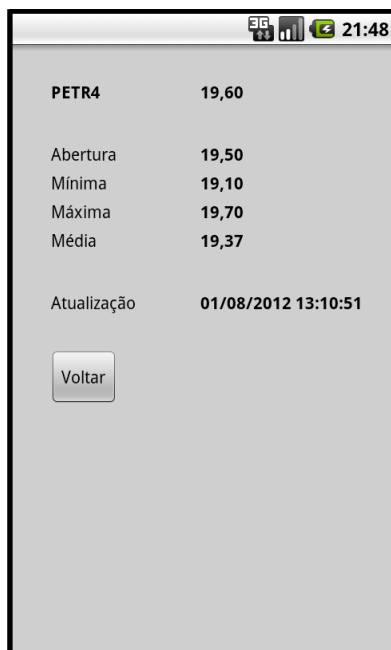 3G 21:48
PETR4 19,60
Abertura 19,50
Mínima 19,10
Máxima 19,70
Média 19,37
Atualização 01/08/2012 13:10:51
Voltar